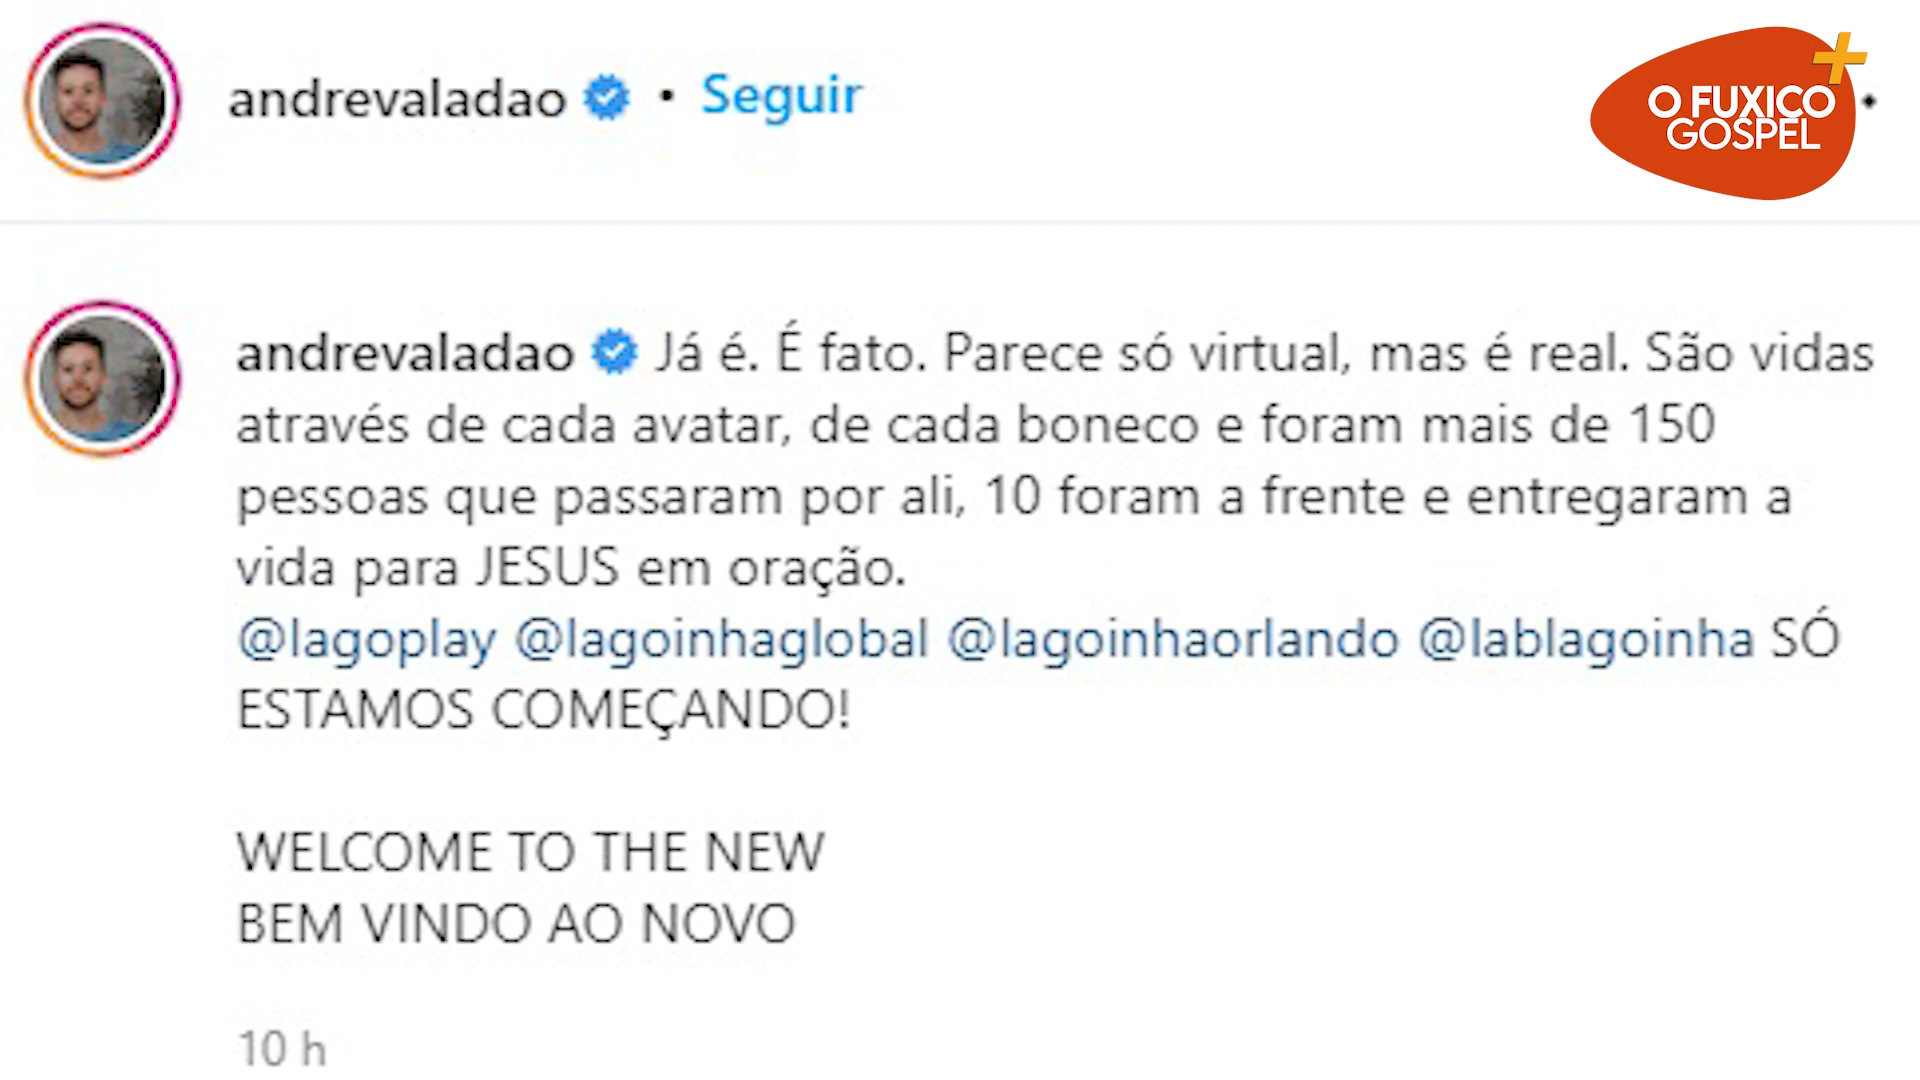 andrevaladao • Seguir
O FUXICO
GOSPEL
andrevaladao Já é. É fato. Parece só virtual, mas é real. São vidas
através de cada avatar, de cada boneco e foram mais de 150
pessoas que passaram por ali, 10 foram a frente e entregaram a
vida para JESUS em oração.
@lagoplay @lagoinhaglobal @lagoinhaorlando @lablagoinha SÓ
ESTAMOS COMEÇANDO!
WELCOME TO THE NEW
BEM VINDO AO NOVO
10 h